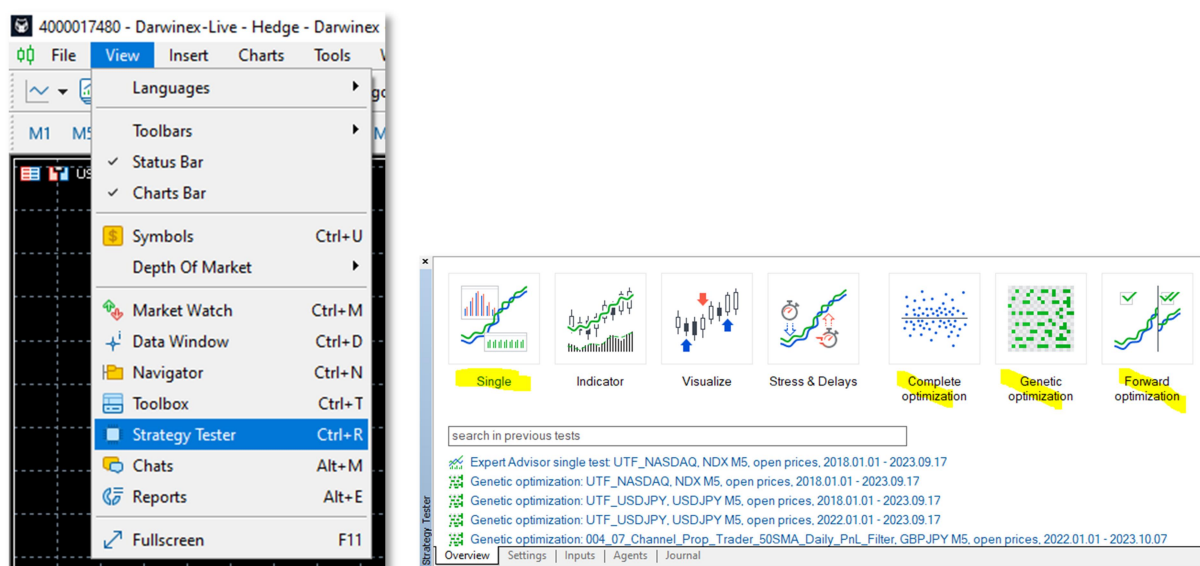 4000017480 - Darwinex-Live - Hedge - Darwinex
File View Insert Charts Tools
M1
Languages
Toolbars
Status Bar
Charts Bar
Symbols Ctrl+U
Depth Of Market
Market Watch Ctrl+M
Data Window Ctrl+D
Navigator Ctrl+N
Toolbox Ctrl+T
Strategy Tester Ctrl+R
Chats Alt+M
Reports Alt+E
Fullscreen F11
Single Indicator Visualize Stress & Delays Complete optimization Genetic optimization Forward optimization
search in previous tests
Expert Advisor single test: UTF_NASDAQ, NDX M5, open prices, 2018.01.01 - 2023.09.17
Genetic optimization: UTF_NASDAQ, NDX M5, open prices, 2018.01.01 - 2023.09.17
Genetic optimization: UTF_USDJPY, USDJPY M5, open prices, 2018.01.01 - 2023.09.17
Genetic optimization: UTF_USDJPY, USDJPY M5, open prices, 2022.01.01 - 2023.09.17
Genetic optimization: 004_07_Channel_Prop_Trader_50SMA_Daily_PnL_Filter, GBPJPY M5, open prices, 2022.01.01 - 2023.10.07
Strategy Tester
Overview Settings Inputs Agents Journal